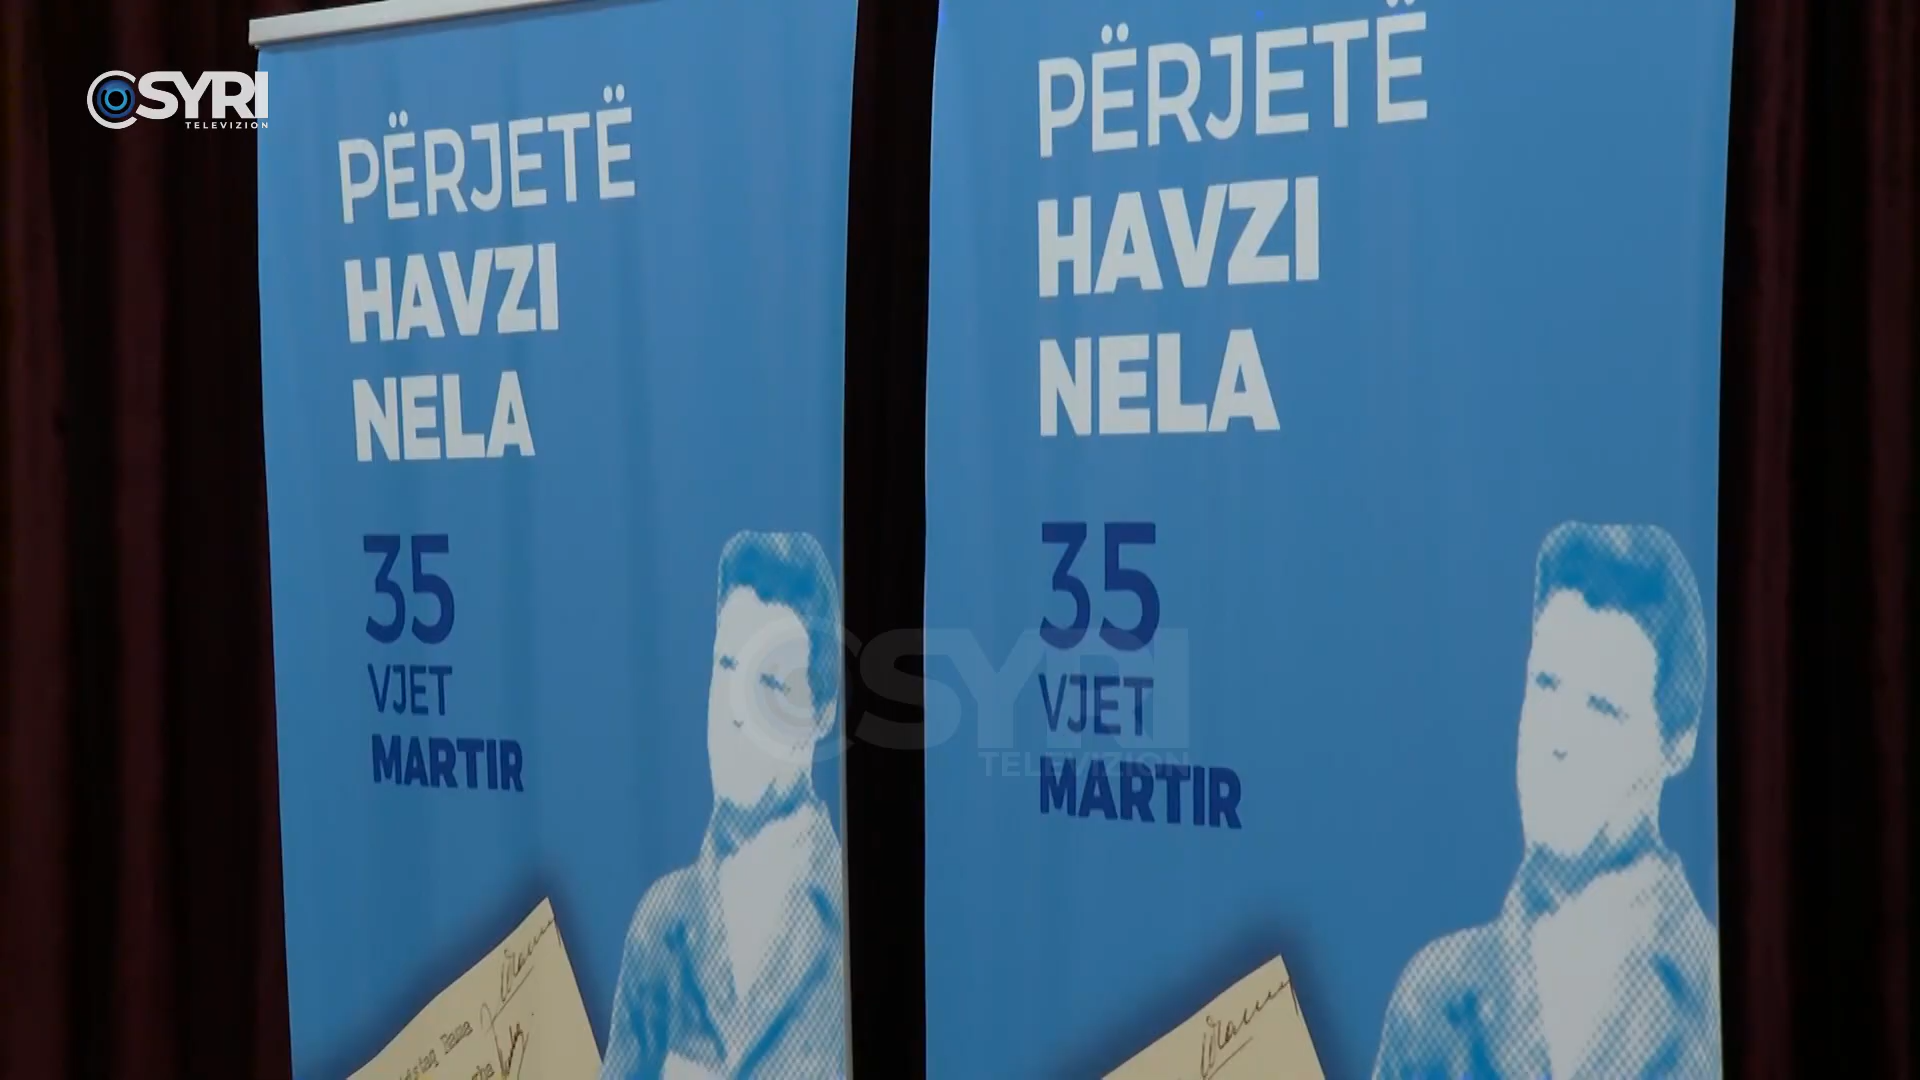 SYRI
TELEVIZION
PËRJETË
HAVZI
NELA
35
VJET
MARTIR
PËRJETË
HAVZI
NELA
35
VJET
MARTIR
SYRI
TELEVIZION